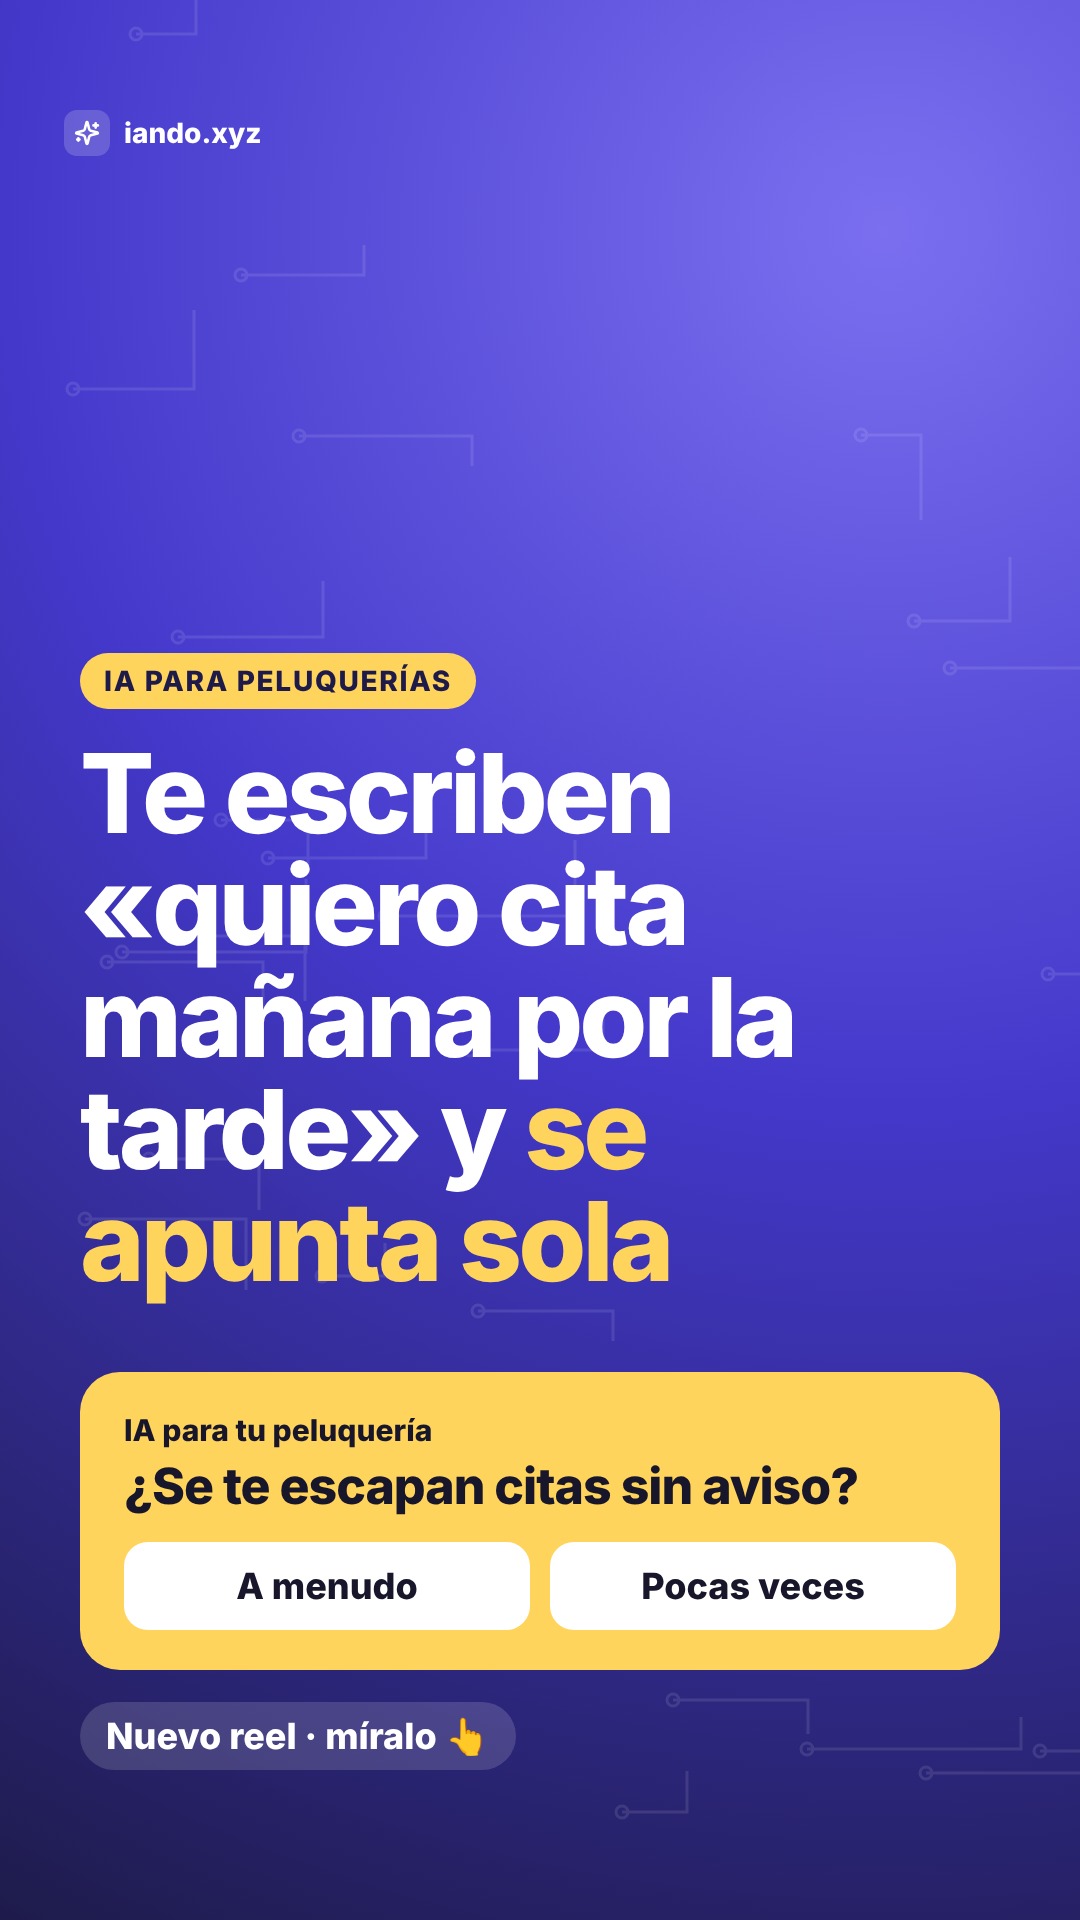 iando.xyz
IA PARA PELUQUERÍAS
Te escriben
«quiero cita
mañana por la
tarde» y se
apunta sola
IA para tu peluquería
¿Se te escapan citas sin aviso?
A menudo
Pocas veces
Nuevo reel · míralo 👆